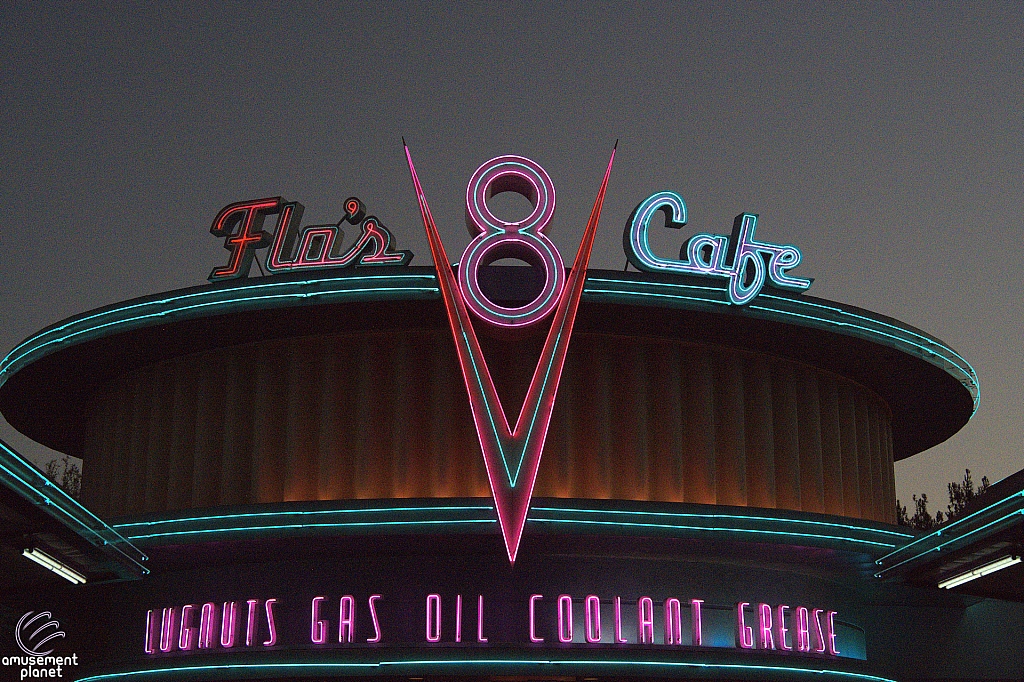 Flo's V8 Cafe
LUGNUTS GAS OIL COOLANT GREASE
amusement
planet